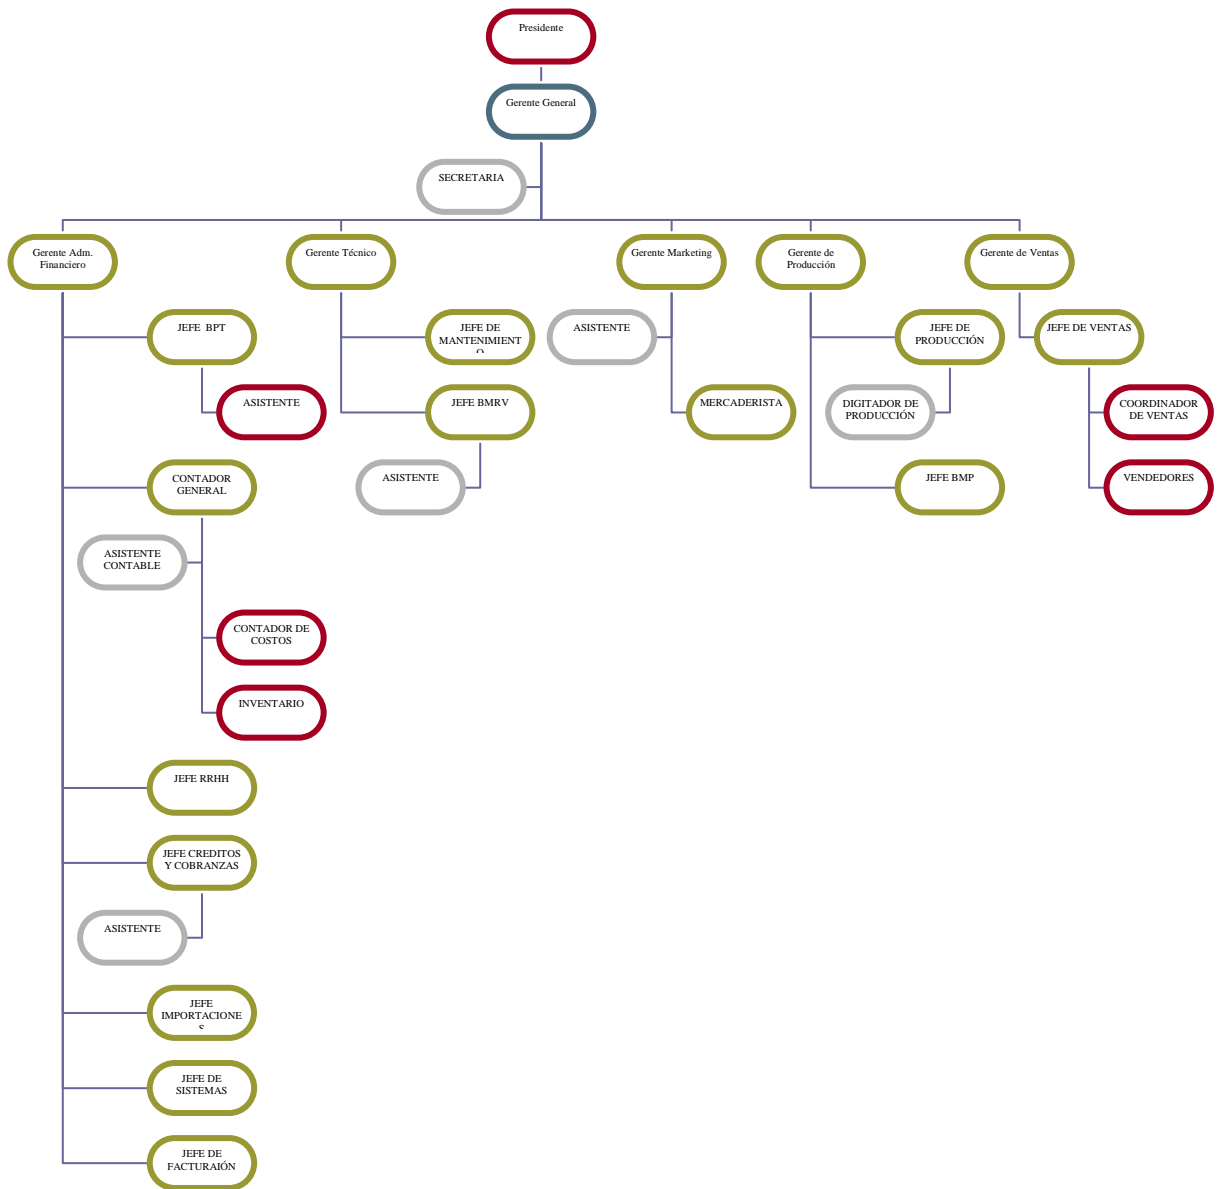 Presidente
Gerente General
SECRETARIA
Gerente Adm.
Financiero
Gerente Técnico
Gerente Marketing
Gerente de
Producción
Gerente de Ventas
JEFE BPT
JEFE DE
MANTENIMIENT
O
ASISTENTE
JEFE DE
PRODUCCIÓN
JEFE DE VENTAS
ASISTENTE
JEFE BMRV
MERCADERISTA
DIGITADOR DE
PRODUCCIÓN
COORDINADOR
DE VENTAS
CONTADOR
GENERAL
ASISTENTE
JEFE BMP
VENDEDORES
ASISTENTE
CONTABLE
CONTADOR DE
COSTOS
INVENTARIO
JEFE RRHH
JEFE CREDITOS
Y COBRANZAS
ASISTENTE
JEFE
IMPORTACIONE
S
JEFE DE
SISTEMAS
JEFE DE
FACTURAIÓN